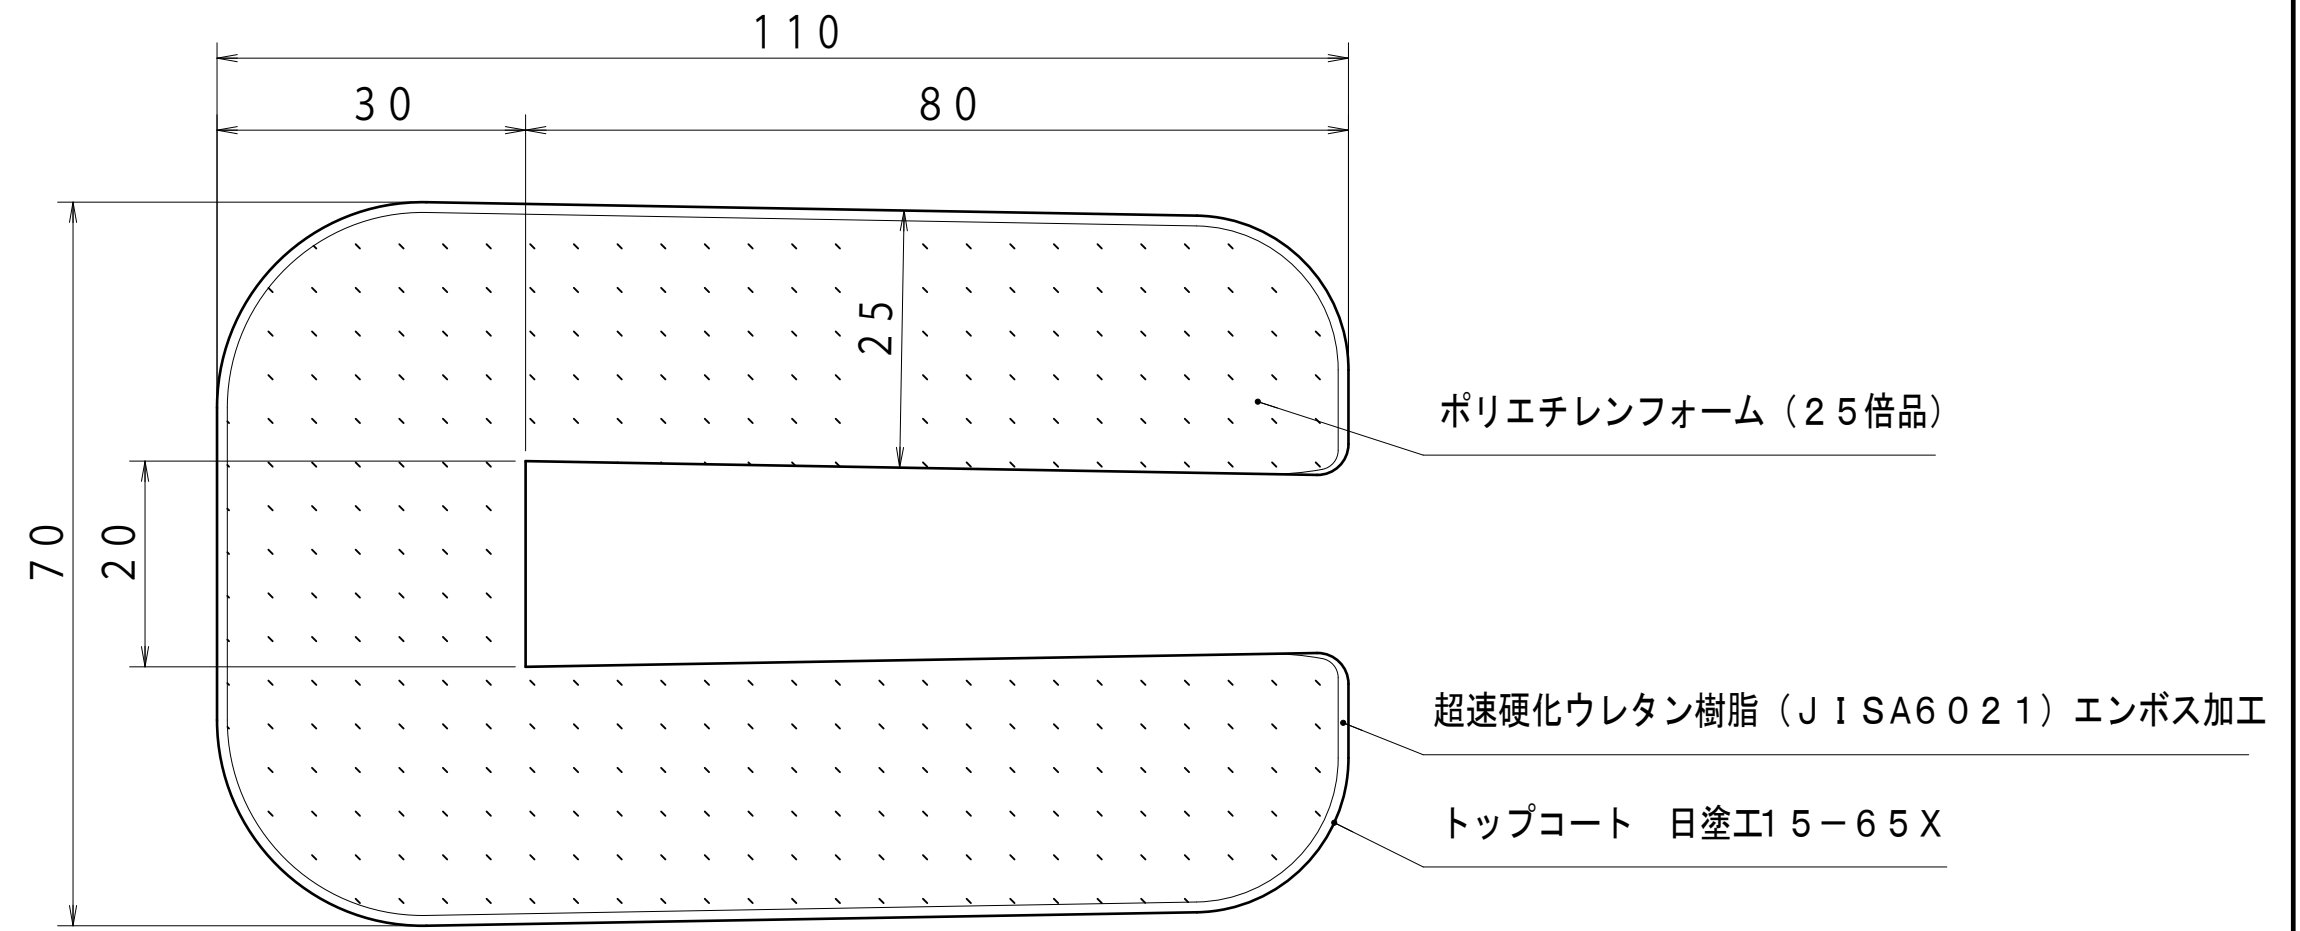 110
30
80
25
ポリエチレンフォーム（２５倍品）
70
20
超速硬化ウレタン樹脂（ＪＩＳＡ６０２１）エンボス加工
トップコート　日塗工１５－６５Ｘ